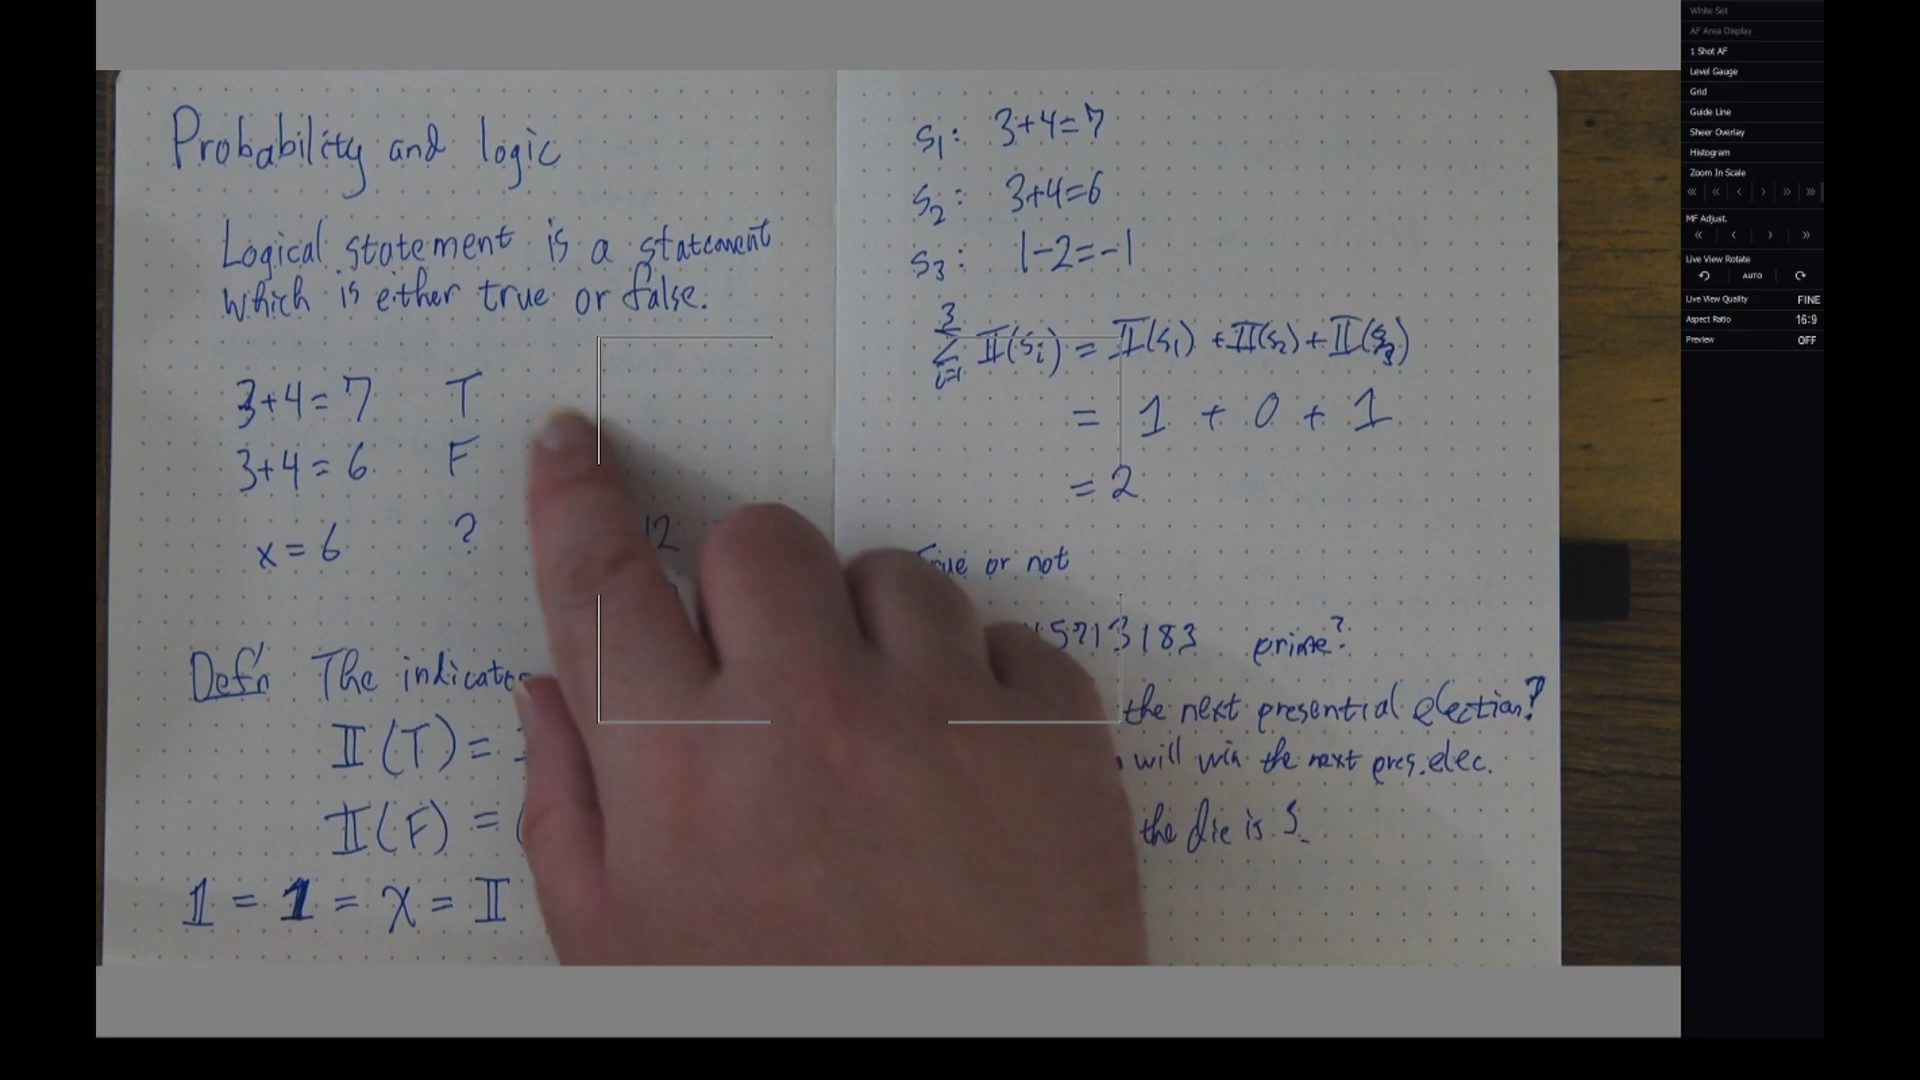 Probability and logic
Logical statement is a statement
which is either true or false.
3+4=7 T
3+4=6 F
x=6 ?
12
Def'n The indicator
𝕀(T)=
𝕀(F)=
𝟙 = 𝟏 = χ = 𝕀
S1: 3+4=7
S2: 3+4=6
S3: 1-2=-1
3
Σ 𝕀(Si) = 𝕀(S1) + 𝕀(S2) + 𝕀(S3)
i=1
= 1 + 0 + 1
= 2
True or not
5713183 prime?
the next presential election?
will win the next pres. elec.
the die is 5.
White Set
AF Area Display
1 Shot AF
Level Gauge
Grid
Guide Line
Sheer Overlay
Histogram
Zoom In Scale
MF Adjust.
Live View Rotate
AUTO
Live View Quality FINE
Aspect Ratio 16:9
Preview OFF